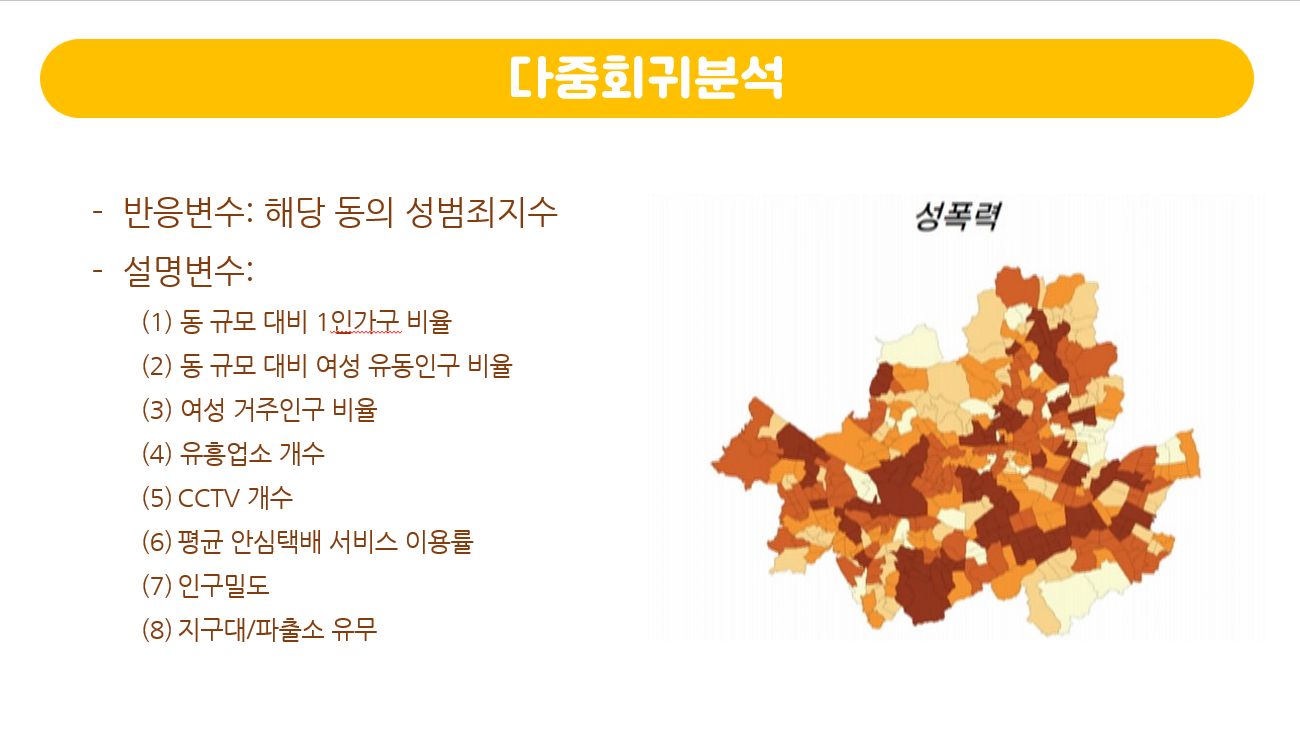 다중회귀분석
- 반응변수: 해당 동의 성범죄지수
- 설명변수:
(1) 동 규모 대비 1인가구 비율
(2) 동 규모 대비 여성 유동인구 비율
(3) 여성 거주인구 비율
(4) 유흥업소 개수
(5) CCTV 개수
(6) 평균 안심택배 서비스 이용률
(7) 인구밀도
(8) 지구대/파출소 유무
성폭력